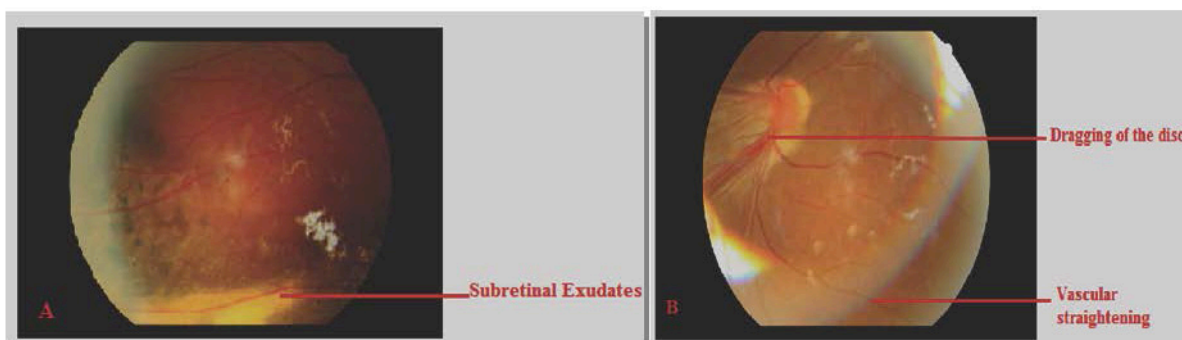 A
Subretinal Exudates
B
Dragging of the disc
Vascular
straightening